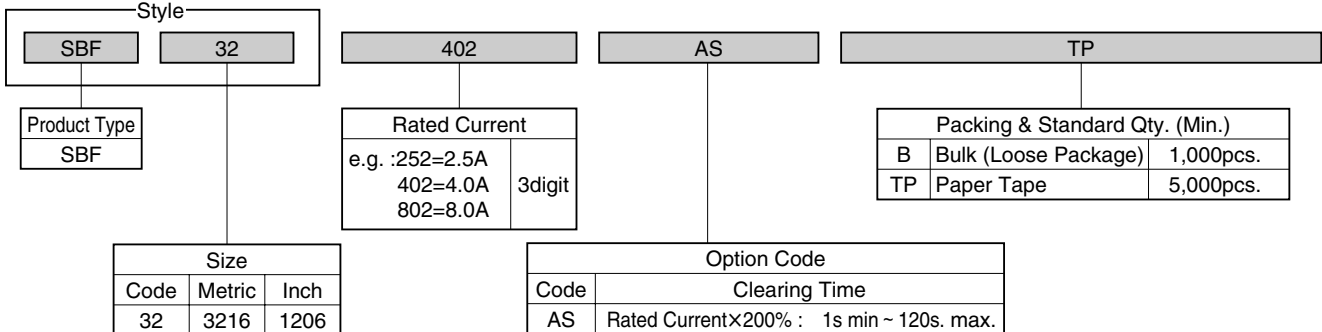 Style
SBF 32 402 AS TP
Product Type
SBF
Rated Current
e.g. :252=2.5A
402=4.0A
802=8.0A
3digit
Packing & Standard Qty. (Min.)
B Bulk (Loose Package) 1,000pcs.
TP Paper Tape 5,000pcs.
Size
Code Metric Inch
32 3216 1206
Option Code
Code Clearing Time
AS Rated Current×200% : 1s min ~ 120s. max.